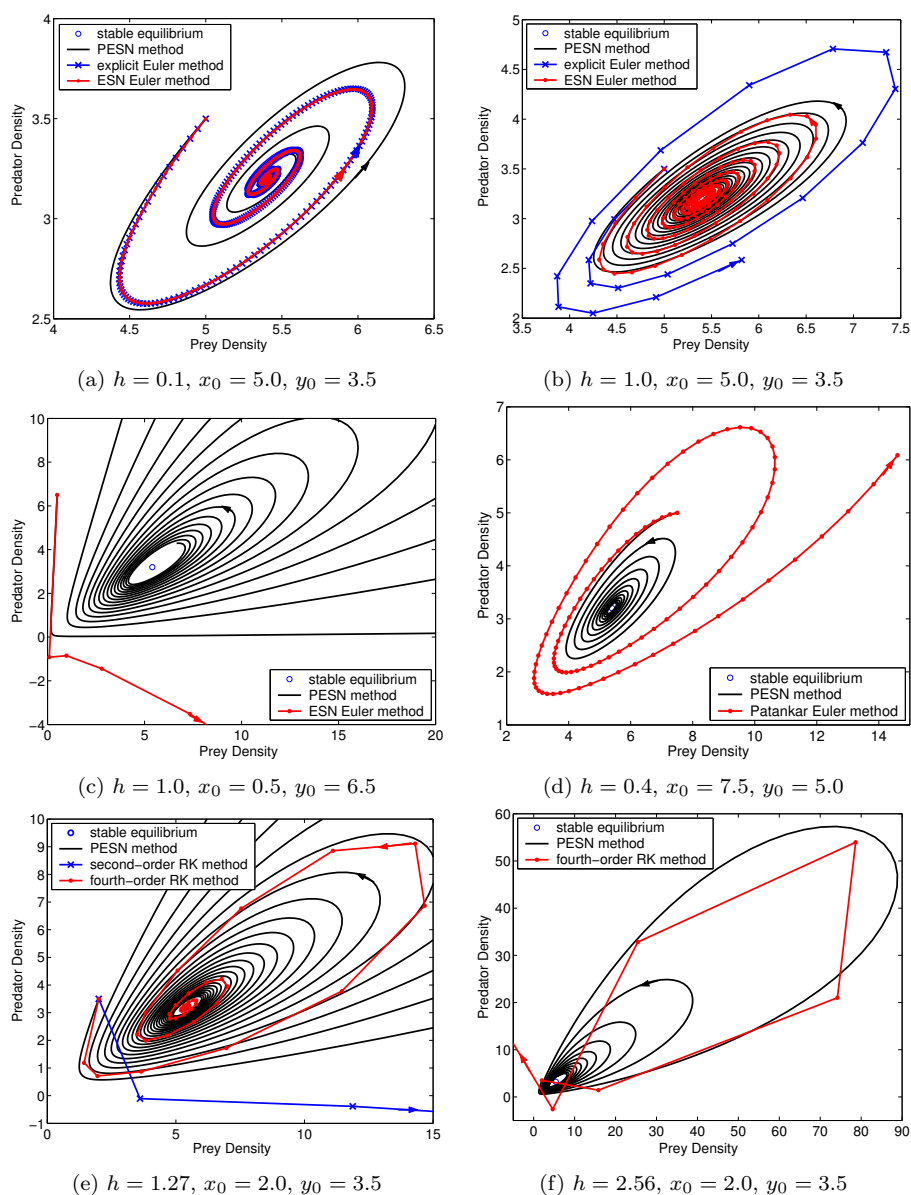 4
3.5
3
2.5
4 4.5 5 5.5 6 6.5
Predator Density
Prey Density
stable equilibrium
PESN method
explicit Euler method
ESN Euler method
(a) h = 0.1, x0 = 5.0, y0 = 3.5
5
4.5
4
3.5
3
2.5
2
3.5 4 4.5 5 5.5 6 6.5 7 7.5
Predator Density
Prey Density
stable equilibrium
PESN method
explicit Euler method
ESN Euler method
(b) h = 1.0, x0 = 5.0, y0 = 3.5
10
8
6
4
2
0
−2
−4
0 5 10 15 20
Predator Density
Prey Density
stable equilibrium
PESN method
ESN Euler method
(c) h = 1.0, x0 = 0.5, y0 = 6.5
7
6
5
4
3
2
1
2 4 6 8 10 12 14
Predator Density
Prey Density
stable equilibrium
PESN method
Patankar Euler method
(d) h = 0.4, x0 = 7.5, y0 = 5.0
10
9
8
7
6
5
4
3
2
1
0
−1
0 5 10 15
Predator Density
Prey Density
stable equilibrium
PESN method
second−order RK method
fourth−order RK method
(e) h = 1.27, x0 = 2.0, y0 = 3.5
60
50
40
30
20
10
0
0 10 20 30 40 50 60 70 80 90
Predator Density
Prey Density
stable equilibrium
PESN method
fourth−order RK method
(f) h = 2.56, x0 = 2.0, y0 = 3.5